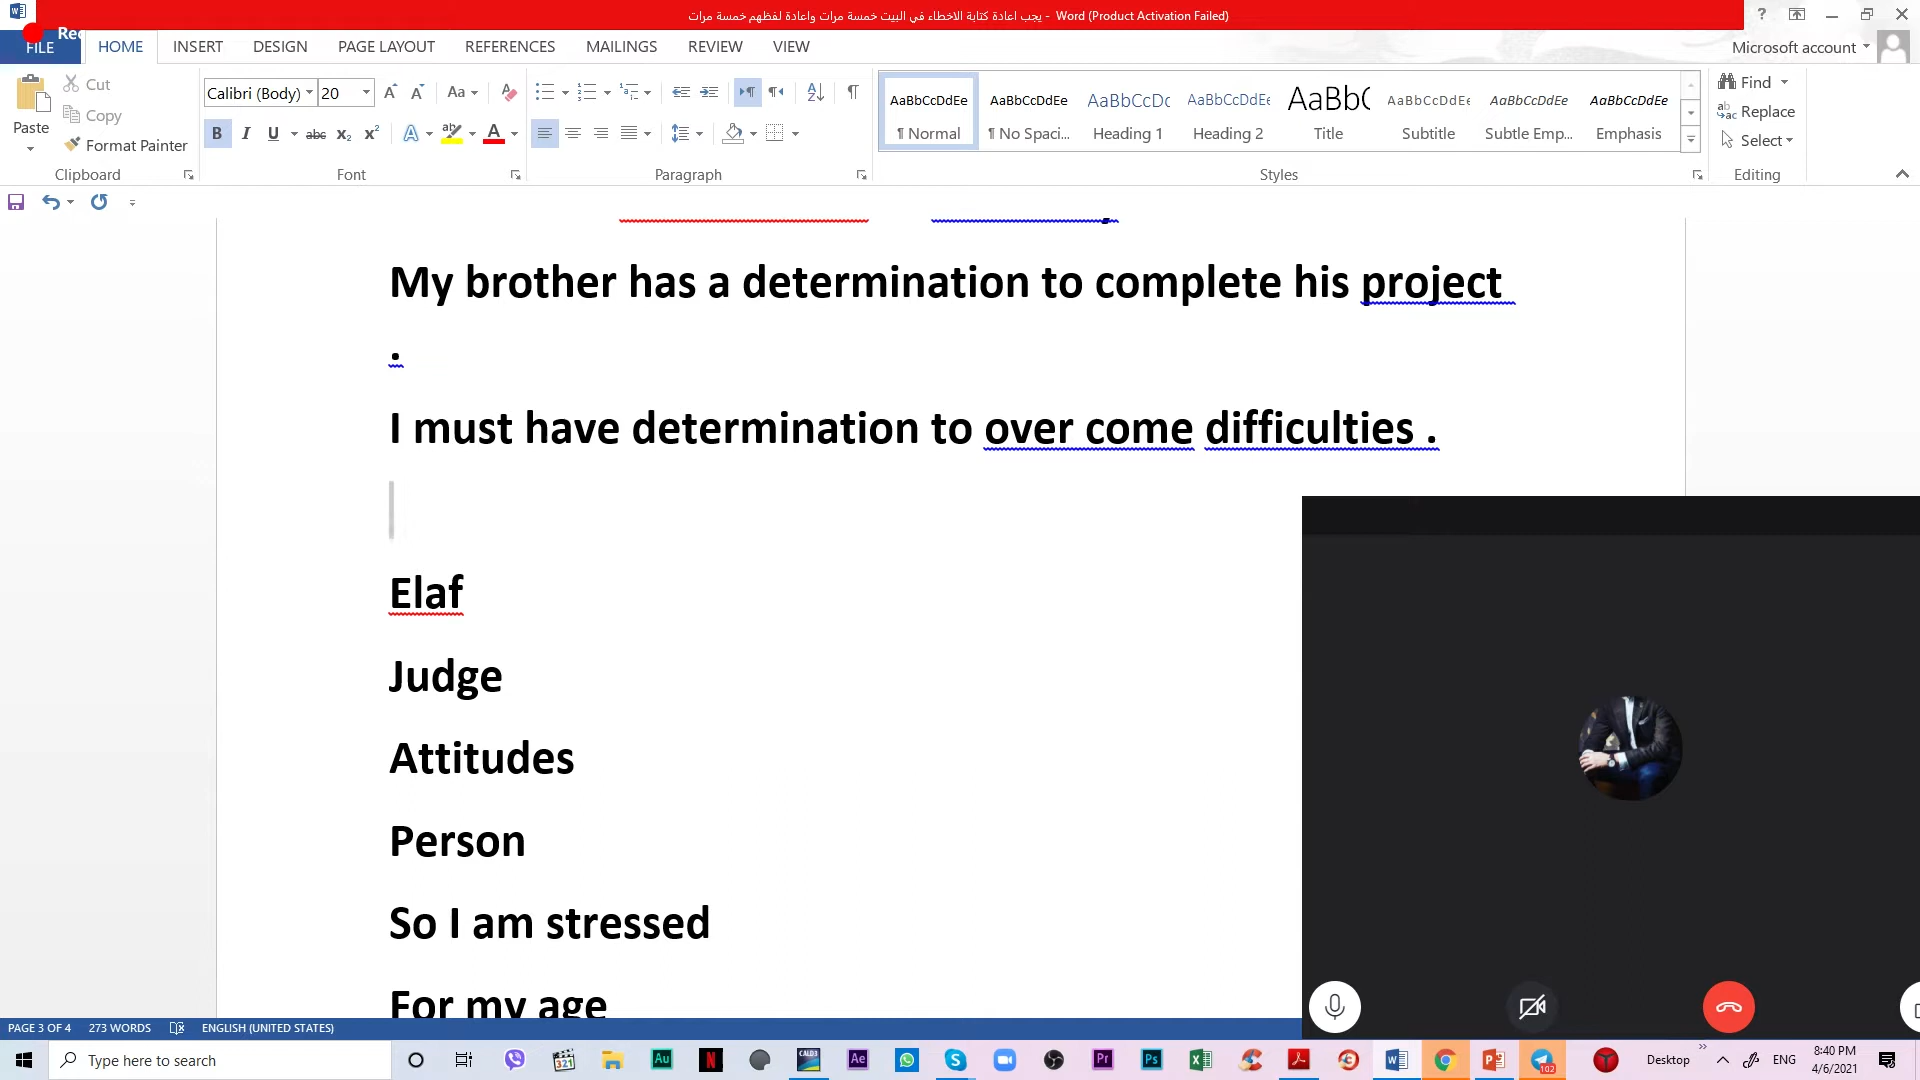 يجب اعادة كتابة الاخطاء في البيت خمسة مرات واعادة لفظهم خمسة مرات - Word (Product Activation Failed)
Rec
FILE HOME INSERT DESIGN PAGE LAYOUT REFERENCES MAILINGS REVIEW VIEW Microsoft account
Paste Cut Copy Format Painter
Calibri (Body) 20
AaBbCcDdEe AaBbCcDdEe AaBbCcDc AaBbCcDdEe AaBb( AaBbCcDdEe AaBbCcDdEe AaBbCcDdEe
¶ Normal ¶ No Spaci... Heading 1 Heading 2 Title Subtitle Subtle Emp... Emphasis
Find
Replace
Select
Clipboard Font Paragraph Styles Editing
My brother has a determination to complete his project
.
I must have determination to over come difficulties .
Elaf
Judge
Attitudes
Person
So I am stressed
For my age
PAGE 3 OF 4 273 WORDS ENGLISH (UNITED STATES)
Type here to search
Desktop
ENG
8:40 PM
4/6/2021